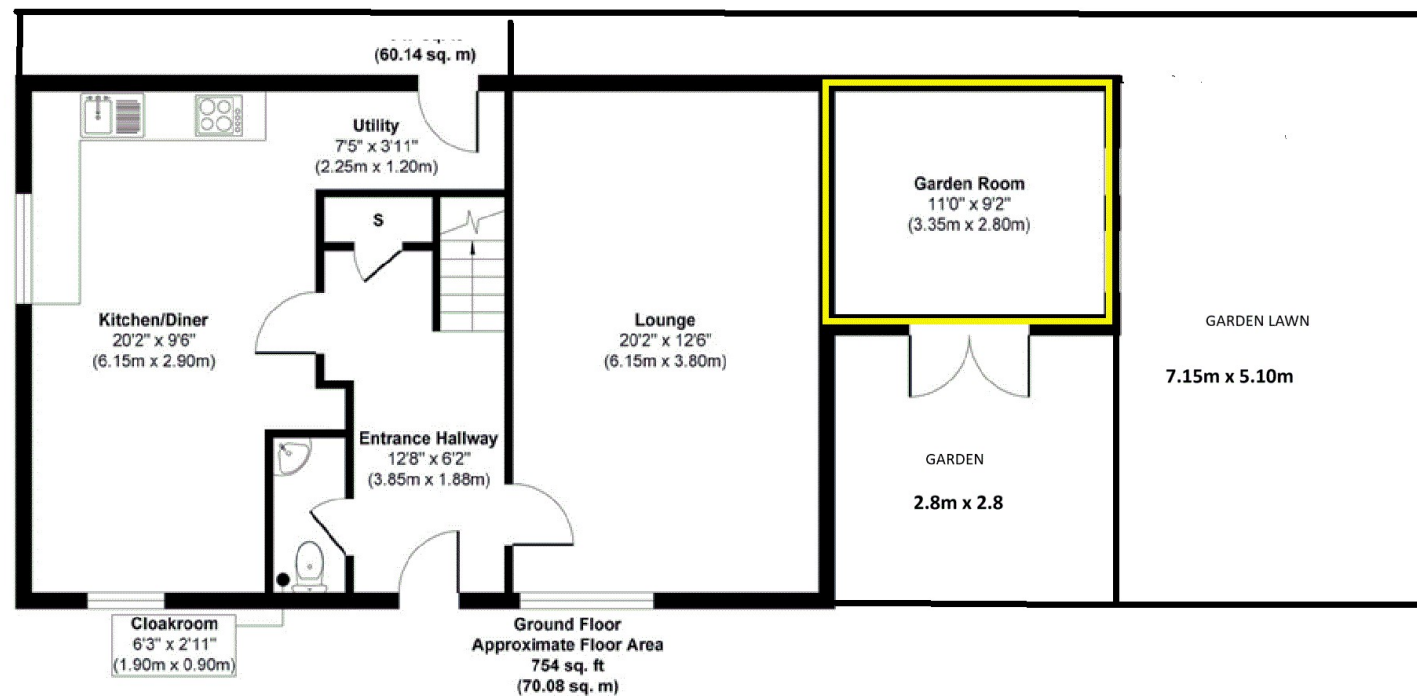 (60.14 sq. m)
Utility
7'5" x 3'11"
(2.25m x 1.20m)
S
Garden Room
11'0" x 9'2"
(3.35m x 2.80m)
Kitchen/Diner
20'2" x 9'6"
(6.15m x 2.90m)
Lounge
20'2" x 12'6"
(6.15m x 3.80m)
GARDEN LAWN
7.15m x 5.10m
Entrance Hallway
12'8" x 6'2"
(3.85m x 1.88m)
GARDEN
2.8m x 2.8
Cloakroom
6'3" x 2'11"
(1.90m x 0.90m)
Ground Floor
Approximate Floor Area
754 sq. ft
(70.08 sq. m)